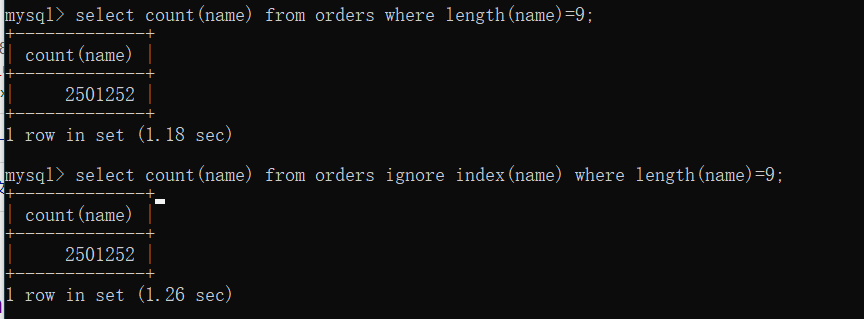 mysql> select count(name) from orders where length(name)=9;
+-------------+
| count(name) |
+-------------+
|     2501252 |
+-------------+
1 row in set (1.18 sec)
mysql> select count(name) from orders ignore index(name) where length(name)=9;
+-------------+
| count(name) |
+-------------+
|     2501252 |
+-------------+
1 row in set (1.26 sec)